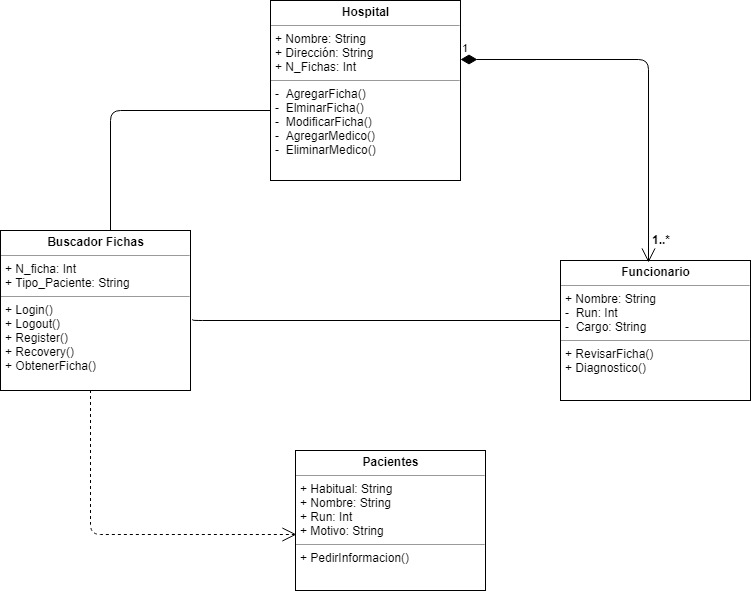 Hospital
+ Nombre: String
+ Dirección: String
+ N_Fichas: Int
- AgregarFicha()
- ElminarFicha()
- ModificarFicha()
- AgregarMedico()
- EliminarMedico()
1
1..*
Buscador Fichas
+ N_ficha: Int
+ Tipo_Paciente: String
+ Login()
+ Logout()
+ Register()
+ Recovery()
+ ObtenerFicha()
Funcionario
+ Nombre: String
- Run: Int
- Cargo: String
+ RevisarFicha()
+ Diagnostico()
Pacientes
+ Habitual: String
+ Nombre: String
+ Run: Int
+ Motivo: String
+ PedirInformacion()